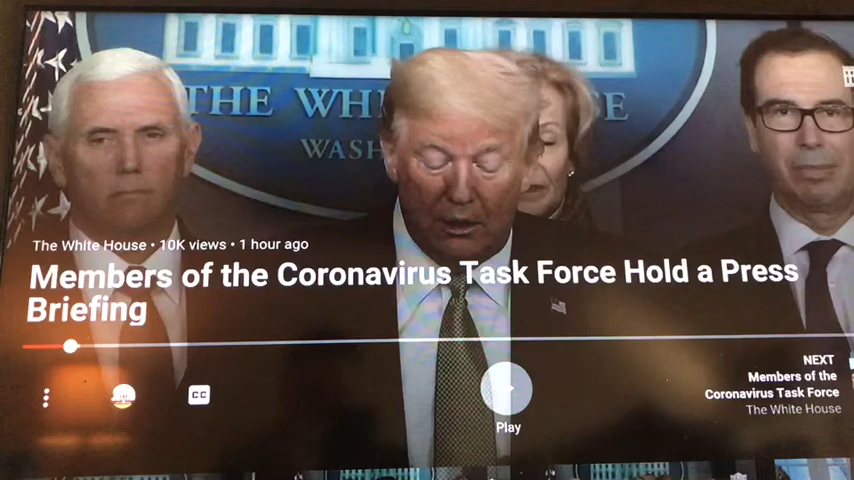 THE WHI
E
WASH
The White House • 10K views • 1 hour ago
Members of the Coronavirus Task Force Hold a Press
Briefing
CC
Play
NEXT
Members of the
Coronavirus Task Force
The White House